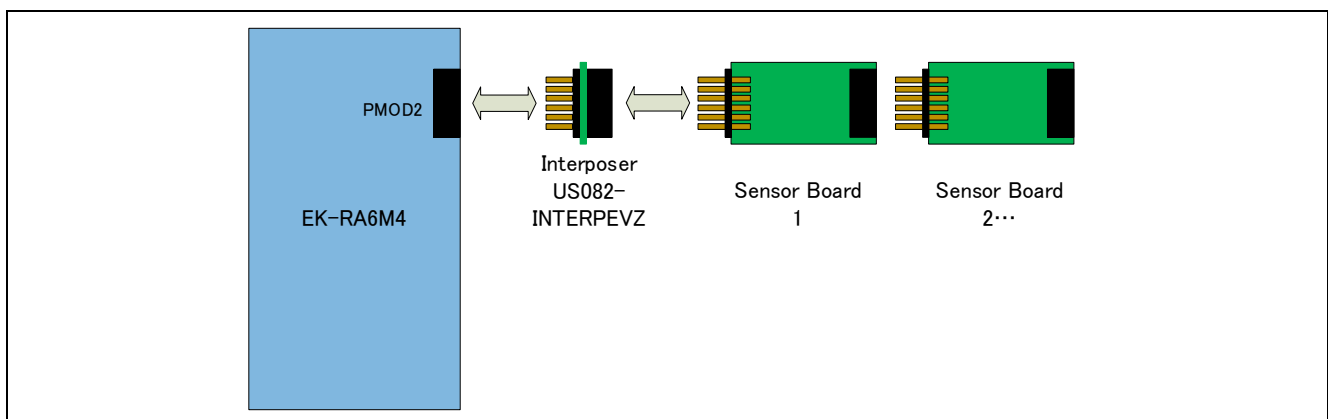 PMOD2
EK-RA6M4
Interposer
US082-
INTERPEVZ
Sensor Board
1
Sensor Board
2…